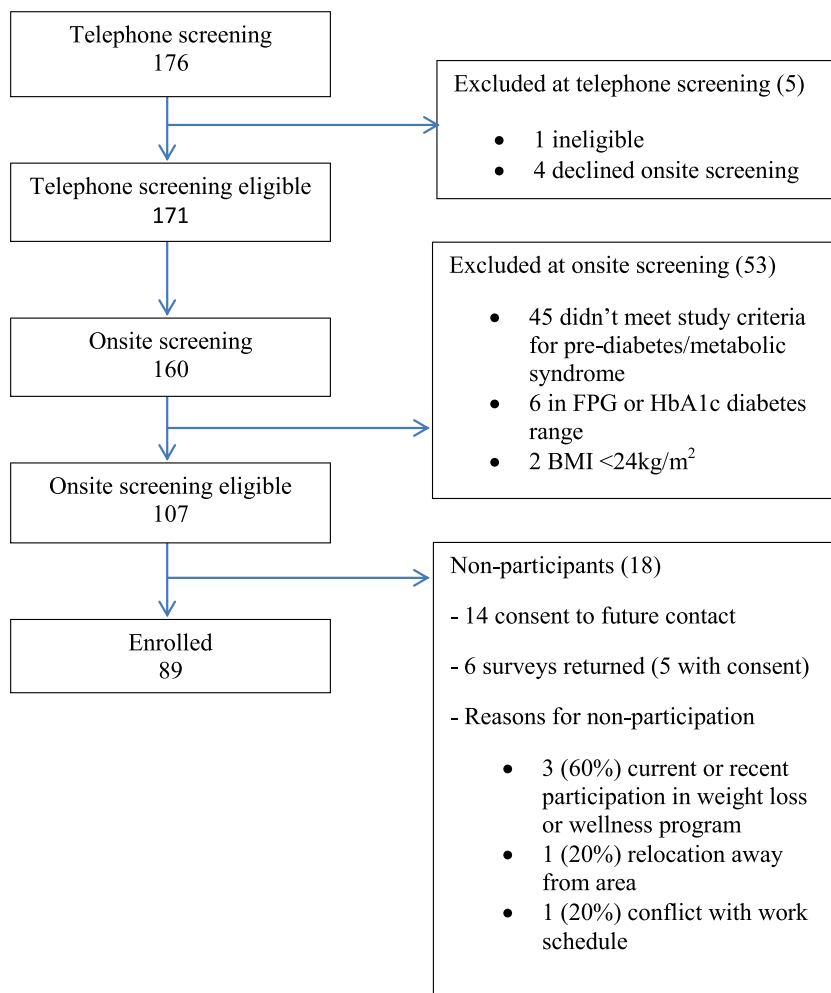 Telephone screening
176
Excluded at telephone screening (5)
• 1 ineligible
• 4 declined onsite screening
Telephone screening eligible
171
Excluded at onsite screening (53)
• 45 didn’t meet study criteria
for pre-diabetes/metabolic
syndrome
• 6 in FPG or HbA1c diabetes
range
• 2 BMI <24kg/m²
Onsite screening
160
Onsite screening eligible
107
Non-participants (18)
- 14 consent to future contact
- 6 surveys returned (5 with consent)
- Reasons for non-participation
• 3 (60%) current or recent
participation in weight loss
or wellness program
• 1 (20%) relocation away
from area
• 1 (20%) conflict with work
schedule
Enrolled
89